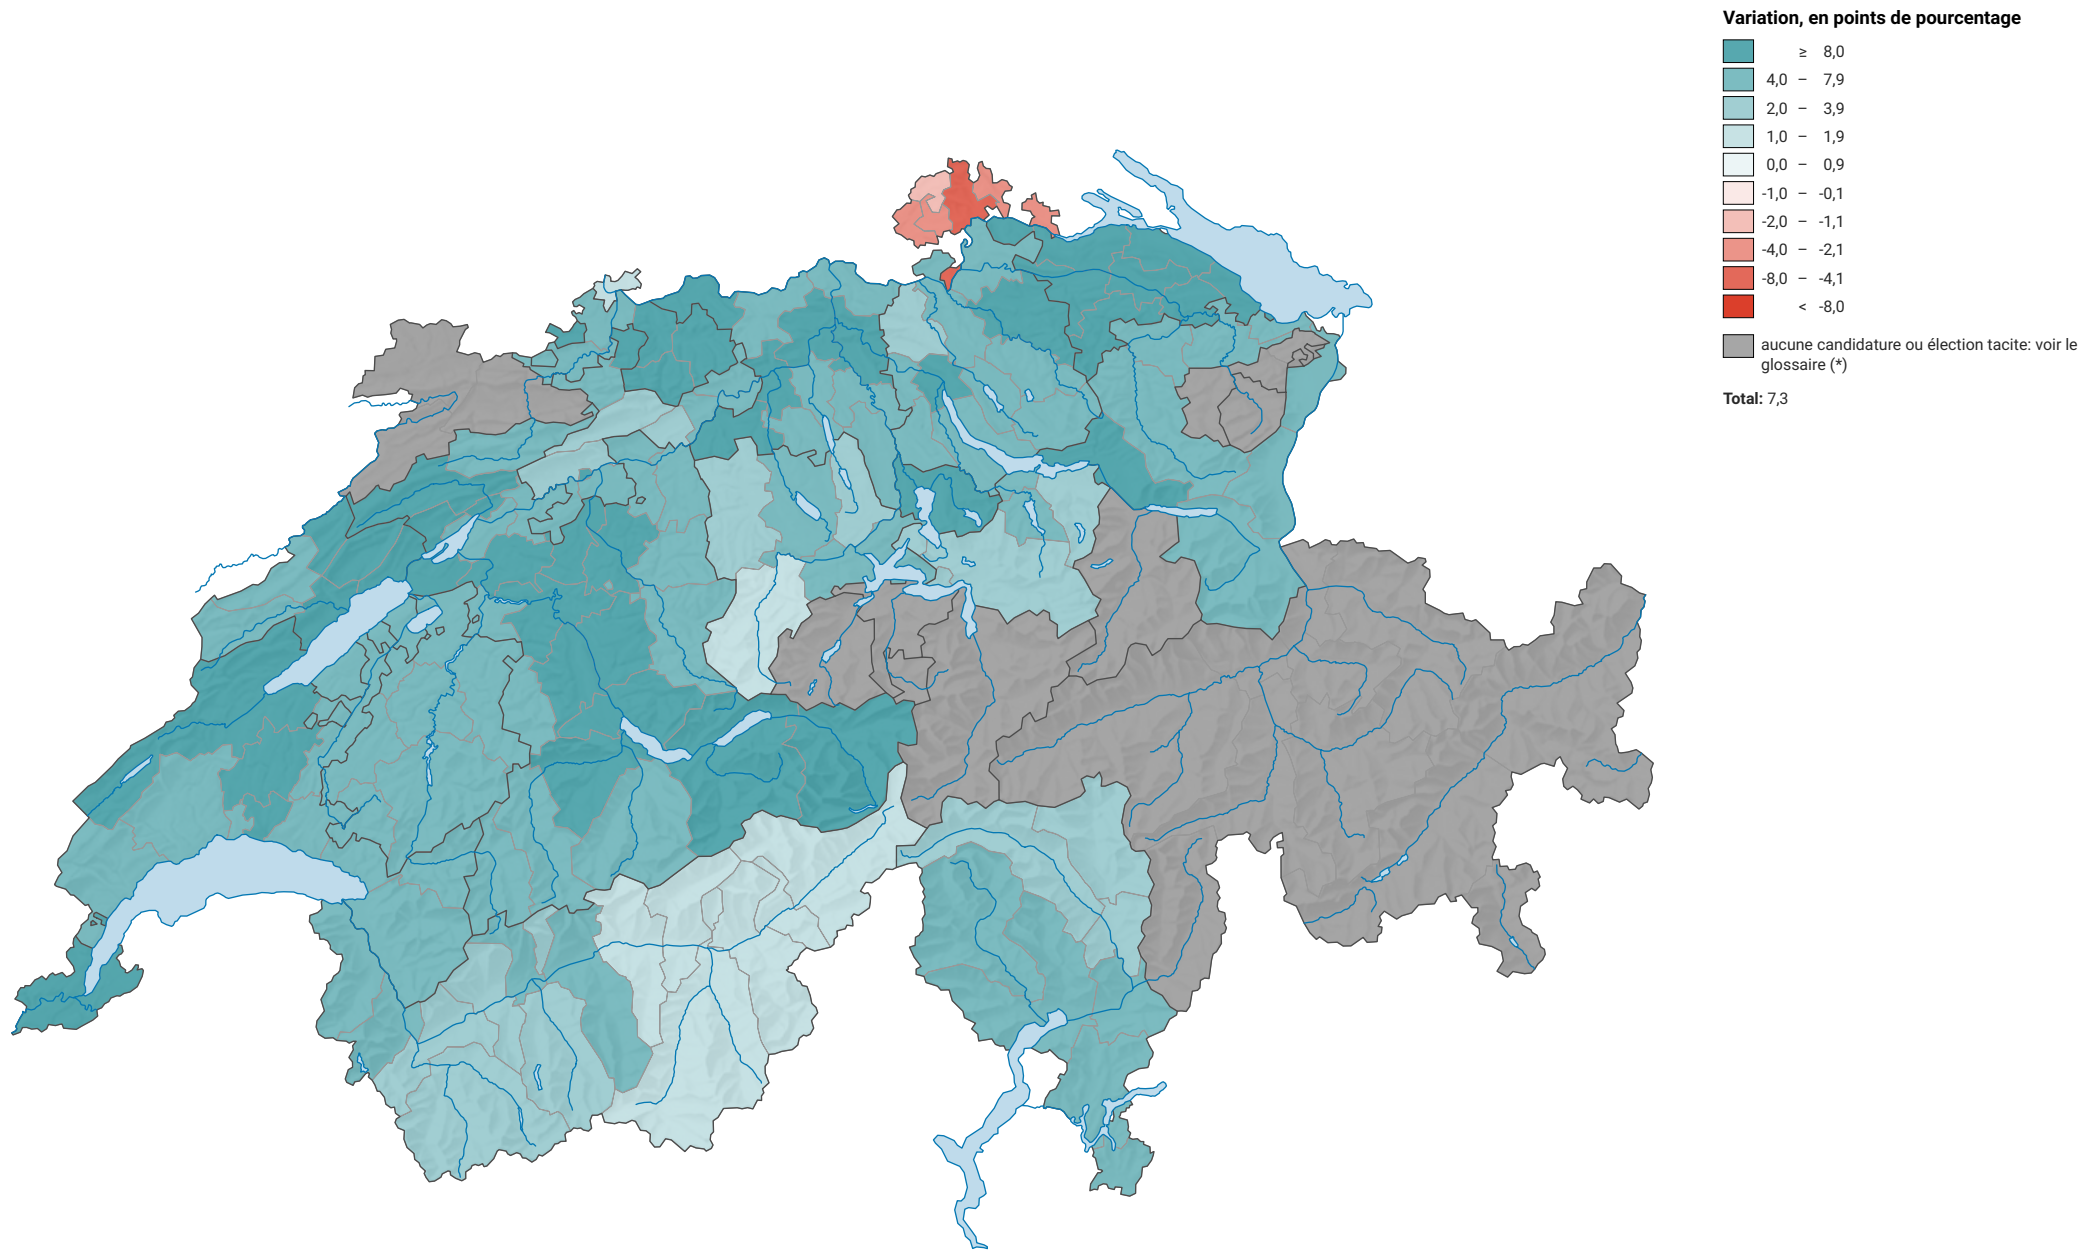 Variation, en points de pourcentage
≥ 8,0
4,0 – 7,9
2,0 – 3,9
1,0 – 1,9
0,0 – 0,9
-1,0 – -0,1
-2,0 – -1,1
-4,0 – -2,1
-8,0 – -4,1
< -8,0
aucune candidature ou élection tacite: voir le
glossaire (*)
Total: 7,3